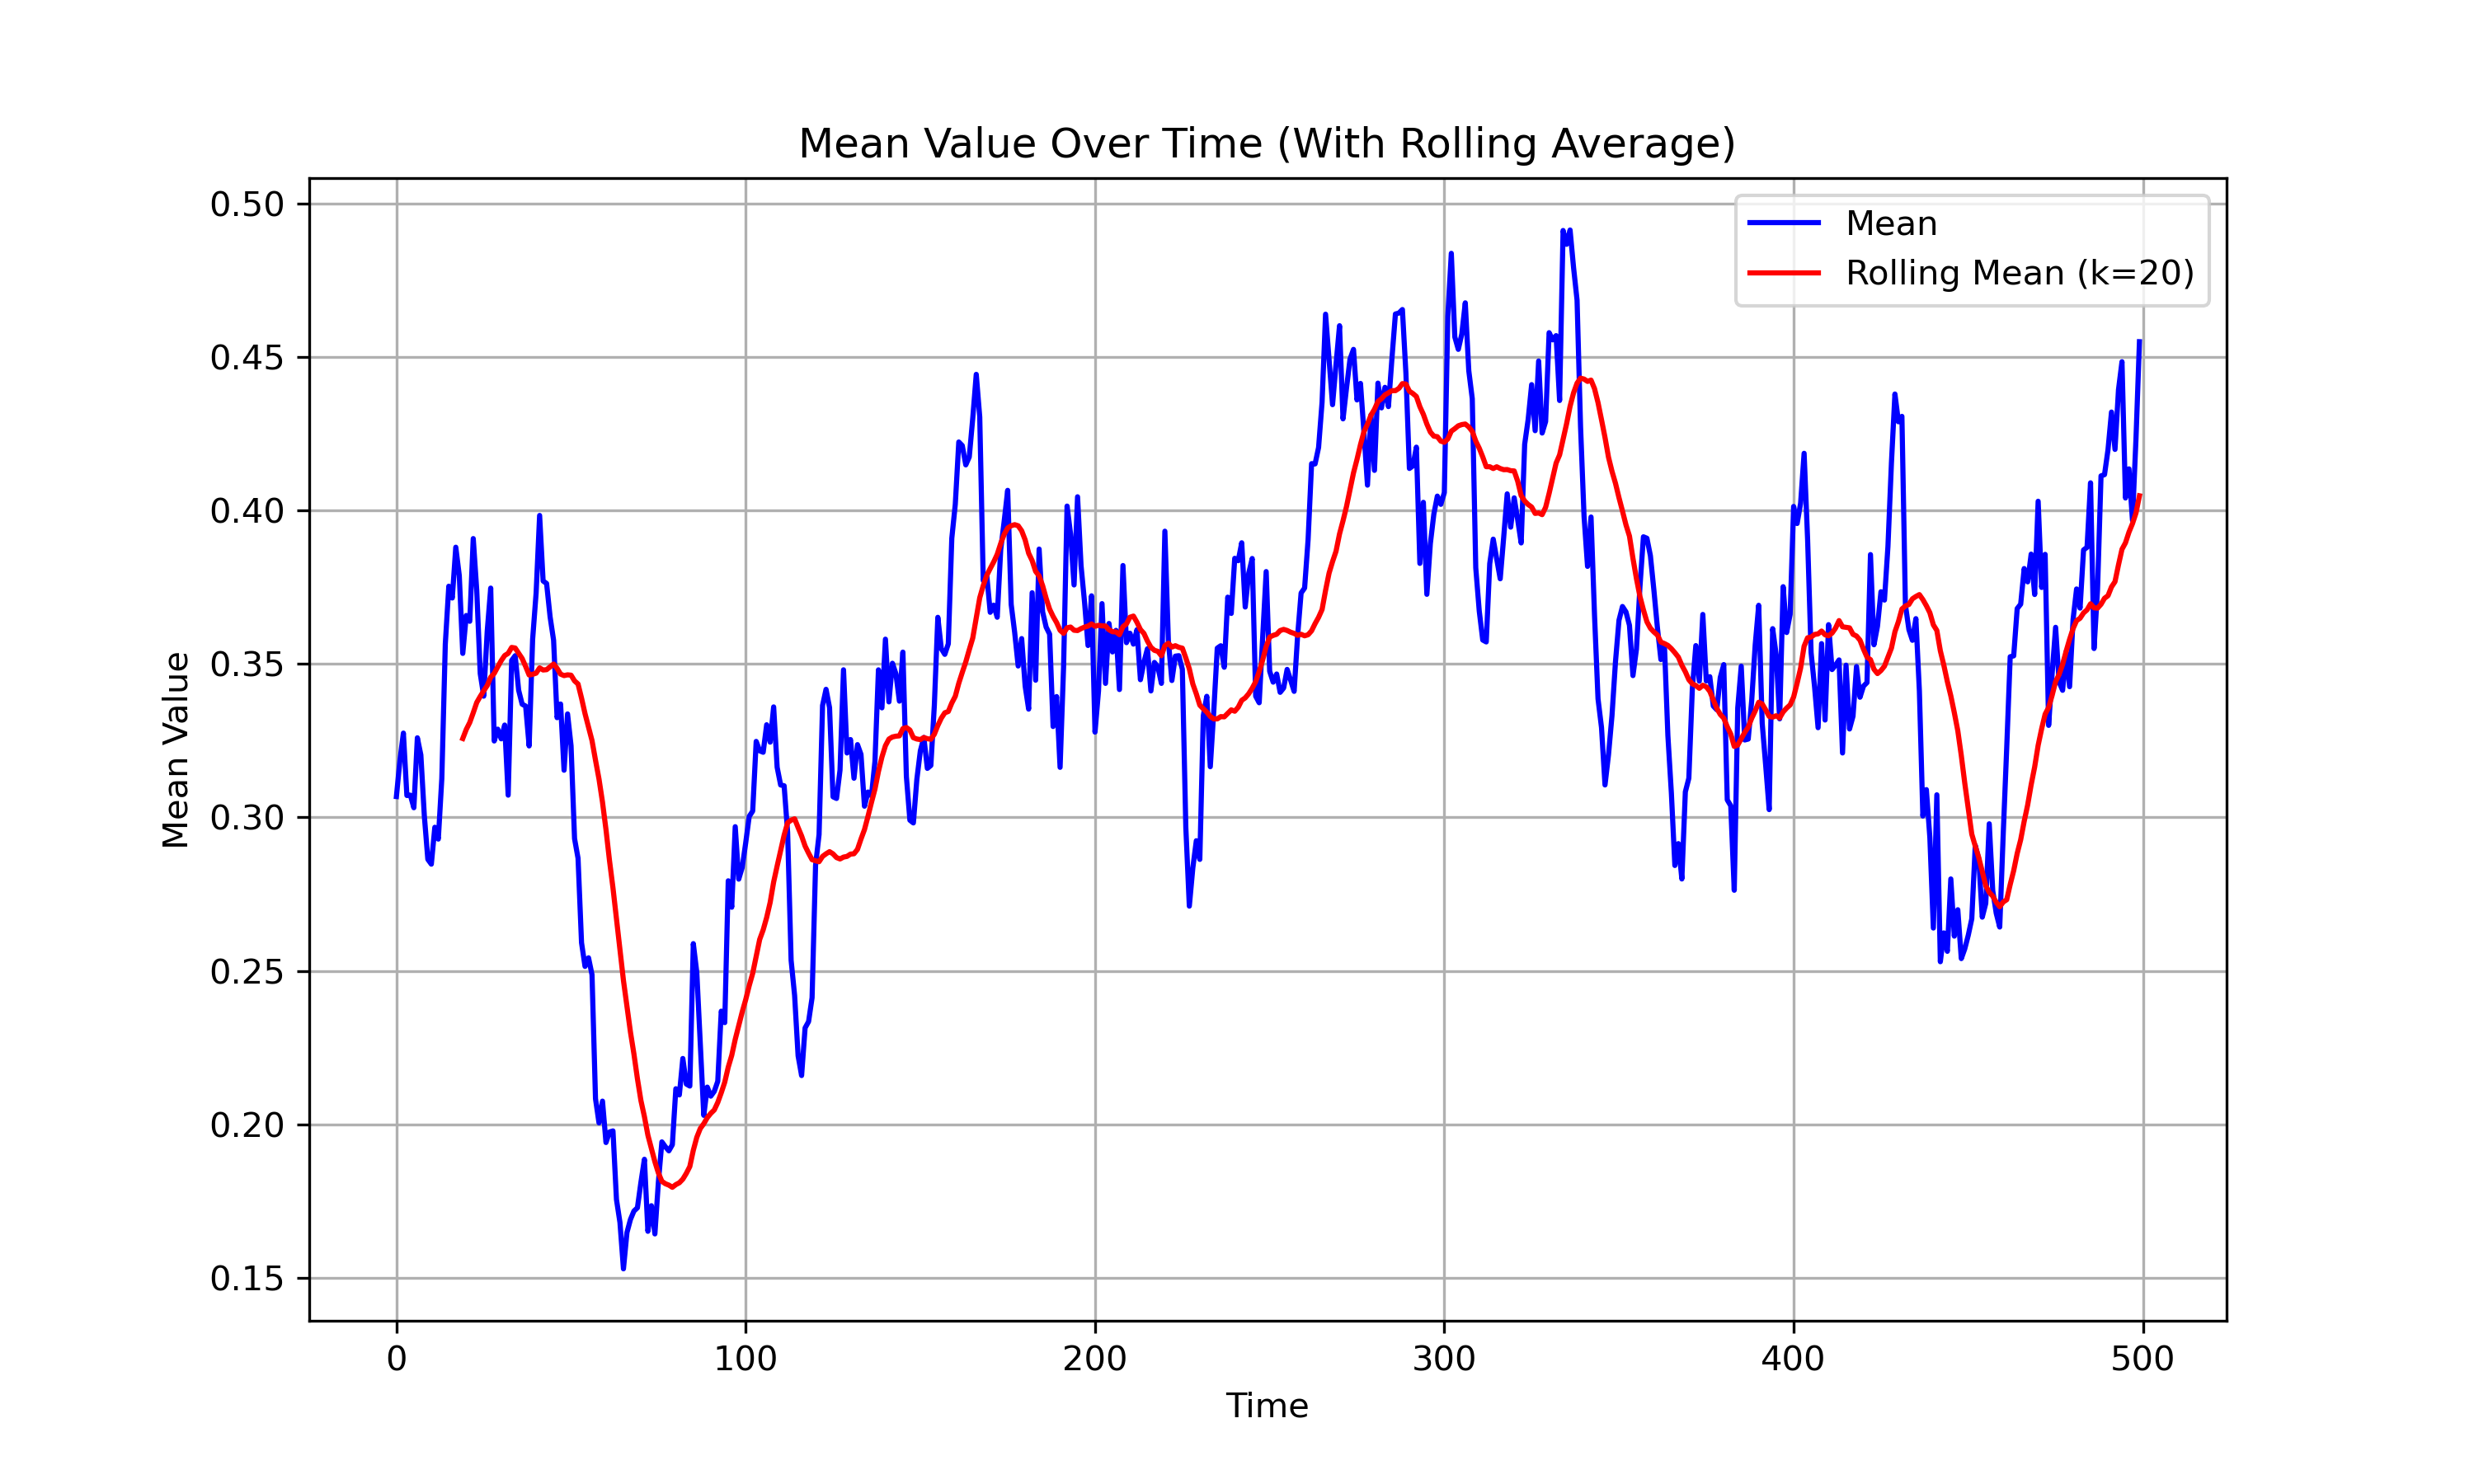 Mean Value Over Time (With Rolling Average)
Mean
Rolling Mean (k=20)
Mean Value
0.50
0.45
0.40
0.35
0.30
0.25
0.20
0.15
0 100 200 300 400 500
Time